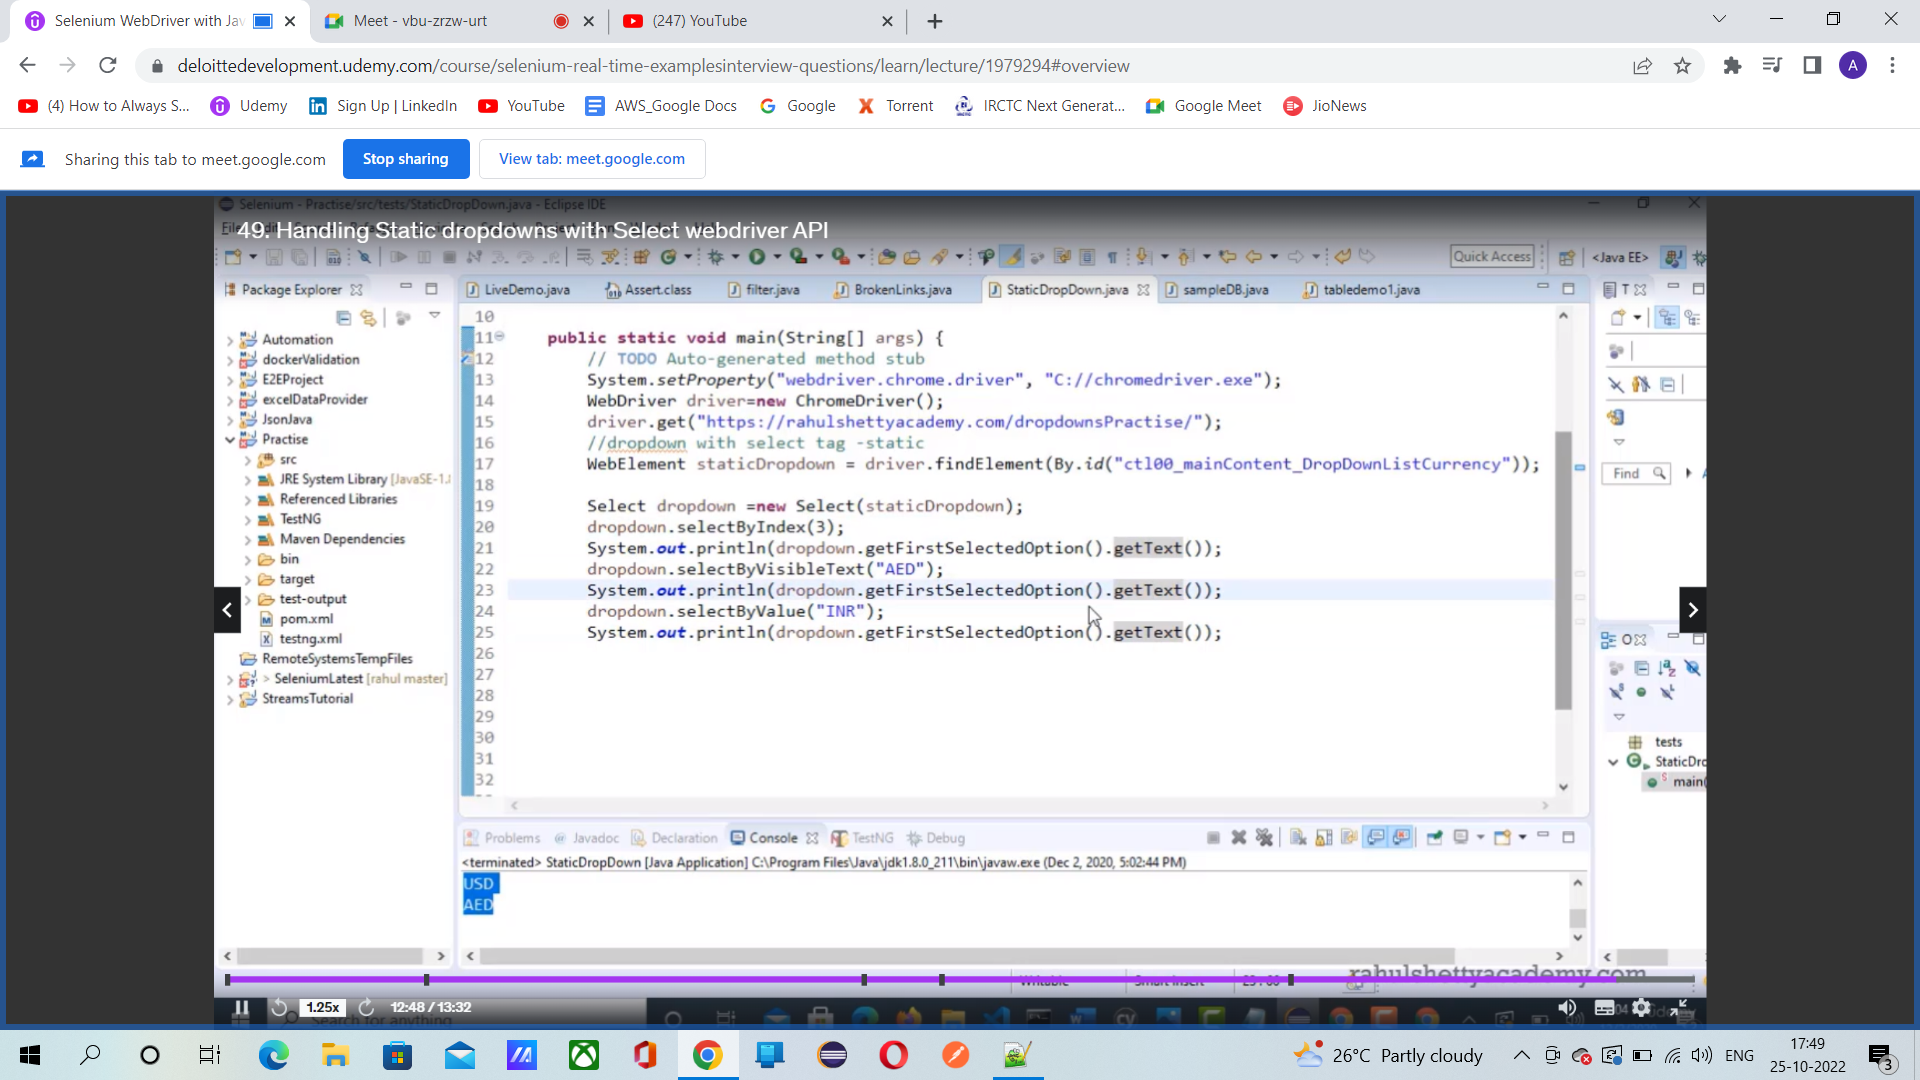 Selenium WebDriver with Jav
Meet - vbu-zrzw-urt
(247) YouTube
deloittedevelopment.udemy.com/course/selenium-real-time-examplesinterview-questions/learn/lecture/1979294#overview
A
(4) How to Always S...
Udemy
Sign Up | LinkedIn
YouTube
AWS_Google Docs
Google
Torrent
IRCTC Next Generat...
Google Meet
JioNews
Sharing this tab to meet.google.com
Stop sharing
View tab: meet.google.com
Selenium - Practise/src/tests/StaticDropDown.java - Eclipse IDE
49. Handling Static dropdowns with Select webdriver API
Quick Access
<Java EE>
Package Explorer
LiveDemo.java
Assert.class
filter.java
BrokenLinks.java
StaticDropDown.java
sampleDB.java
tabledemo1.java
T
Automation
dockerValidation
E2EProject
excelDataProvider
JsonJava
Practise
src
JRE System Library [JavaSE-1.
Referenced Libraries
TestNG
Maven Dependencies
bin
target
test-output
pom.xml
testng.xml
RemoteSystemsTempFiles
> SeleniumLatest [rahul master]
StreamsTutorial
10
11 public static void main(String[] args) {
12 // TODO Auto-generated method stub
13 System.setProperty("webdriver.chrome.driver", "C://chromedriver.exe");
14 WebDriver driver=new ChromeDriver();
15 driver.get("https://rahulshettyacademy.com/dropdownsPractise/");
16 //dropdown with select tag -static
17 WebElement staticDropdown = driver.findElement(By.id("ctl00_mainContent_DropDownListCurrency"));
18
19 Select dropdown =new Select(staticDropdown);
20 dropdown.selectByIndex(3);
21 System.out.println(dropdown.getFirstSelectedOption().getText());
22 dropdown.selectByVisibleText("AED");
23 System.out.println(dropdown.getFirstSelectedOption().getText());
24 dropdown.selectByValue("INR");
25 System.out.println(dropdown.getFirstSelectedOption().getText());
26
27
28
29
30
31
32
Find
O
tests
StaticDro
main(
Problems
Javadoc
Declaration
Console
TestNG
Debug
<terminated> StaticDropDown [Java Application] C:\Program Files\Java\jdk1.8.0_211\bin\javaw.exe (Dec 2, 2020, 5:02:44 PM)
USD
AED
Writable
Smart Insert
rahulshettyacademy.com
1.25x
12:48 / 13:32
Search for anything
26°C Partly cloudy
ENG
17:49
25-10-2022
3